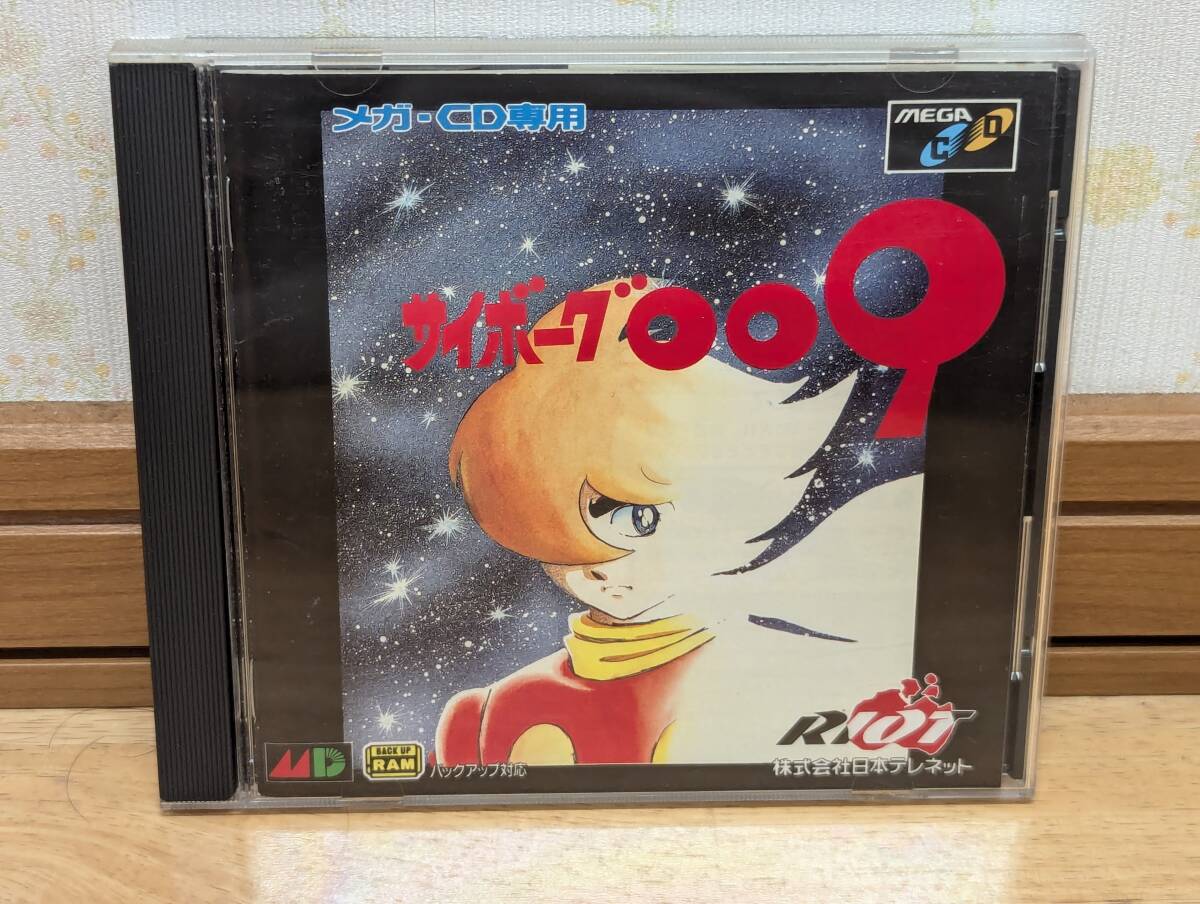 メガ-CD専用
MEGA
CD
サイボーグ009
RIOT
MD
BACK UP
RAM
バックアップ対応
株式会社日本テレネット